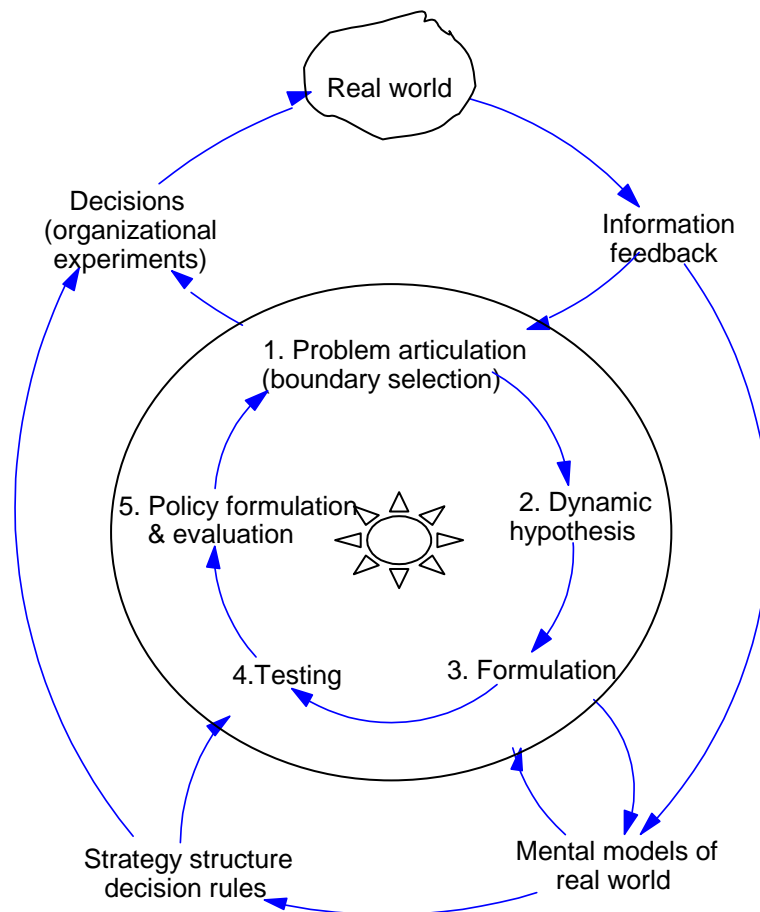 Real world
Decisions
(organizational
experiments)
Information
feedback
1. Problem articulation
(boundary selection)
2. Dynamic
hypothesis
3. Formulation
4.Testing
5. Policy formulation
& evaluation
Mental models of
real world
Strategy structure
decision rules